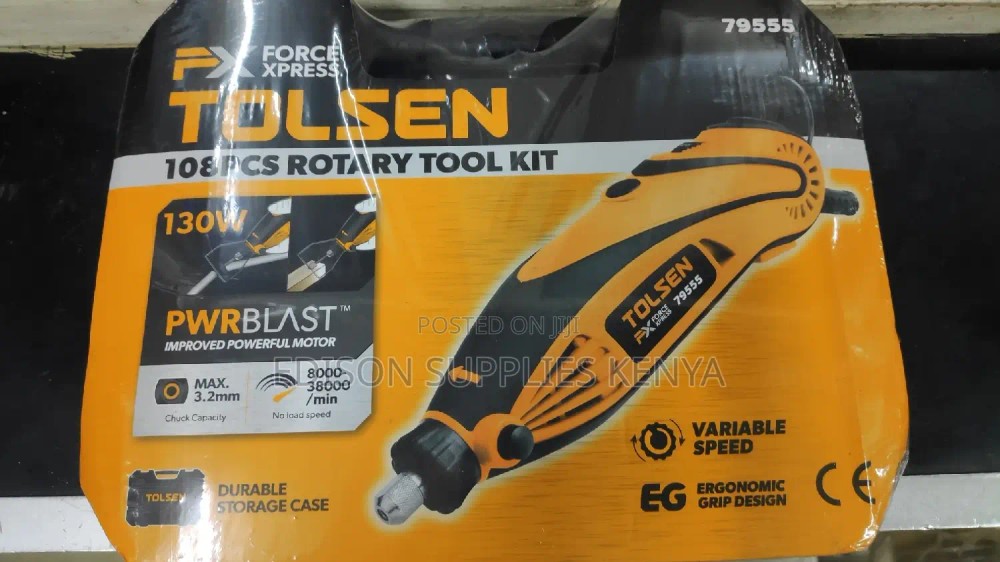 79555
PX FORCE
XPRESS
TOLSEN
108PCS ROTARY TOOL KIT
130W
PWRBLAST™
IMPROVED POWERFUL MOTOR
MAX.
3.2mm
Chuck Capacity
8000-
38000
/min
No load speed
TOLSEN
79555
PX FORCE
XPRESS
POSTED ON JIJI
EDISON SUPPLIES KENYA
VARIABLE
SPEED
EG ERGONOMIC
GRIP DESIGN
CE
TOLSEN
DURABLE
STORAGE CASE